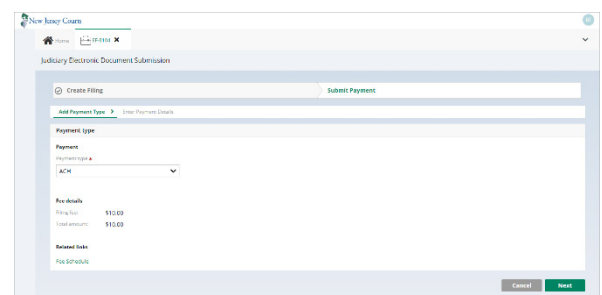 New Jersey Courts
Home
EF-5104 X
Judiciary Electronic Document Submission
Create Filing
Submit Payment
Add Payment Type > Enter Payment Details
Payment type
Payment
Payment type
ACH
Fee details
Filing fee: $10.00
Total amount: $10.00
Related links
Fee Schedule
Cancel Next